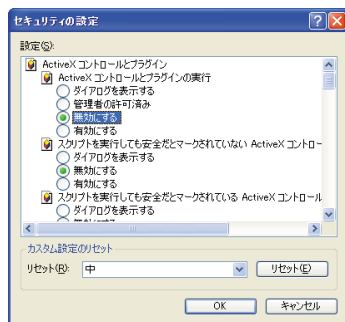 セキュリティの設定
設定(S):
ActiveX コントロールとプラグイン
ActiveX コントロールとプラグインの実行
ダイアログを表示する
管理者の許可済み
無効にする
有効にする
スクリプトを実行しても安全だとマークされていない ActiveX コントロー
ダイアログを表示する
無効にする
有効にする
スクリプトを実行しても安全だとマークされている ActiveX コントロール
ダイアログを表示する
カスタム設定のリセット
リセット(R): 中 リセット(E)
OK キャンセル